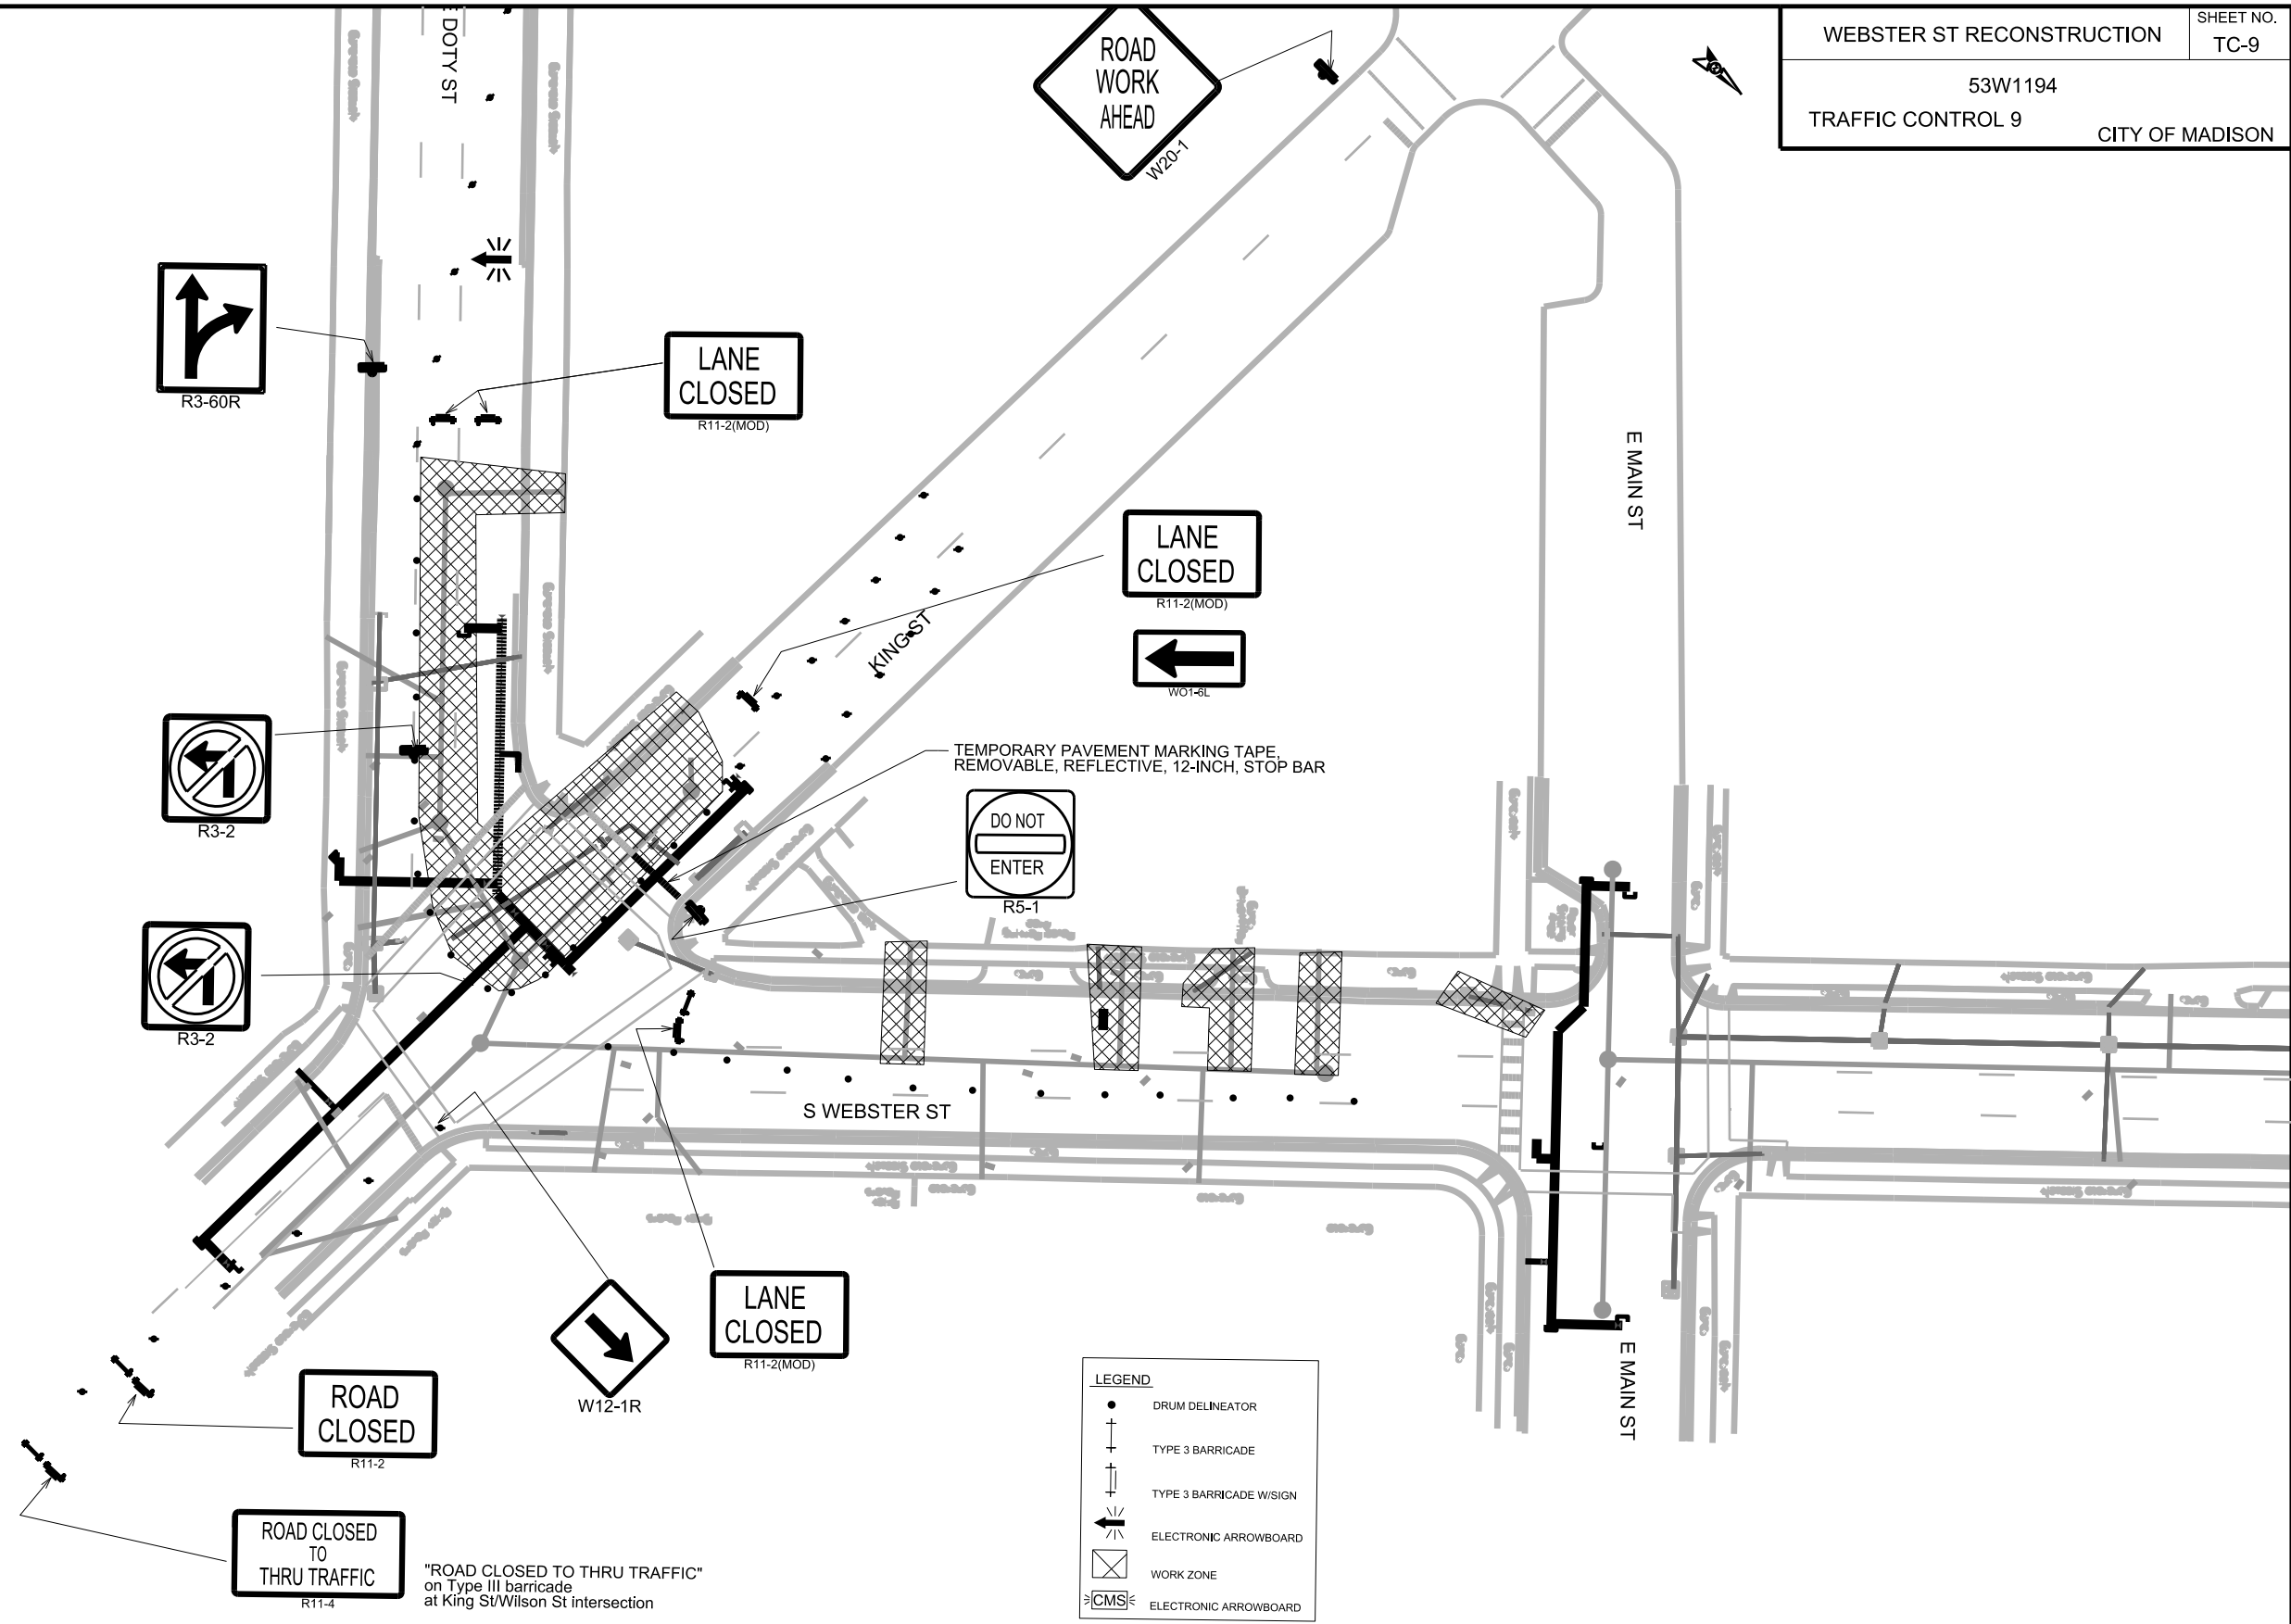 WEBSTER ST RECONSTRUCTION
SHEET NO.
TC-9
53W1194
TRAFFIC CONTROL 9
CITY OF MADISON
E DOTY ST
ROAD
WORK
AHEAD
W20-1
R3-60R
LANE
CLOSED
R11-2(MOD)
E MAIN ST
LANE
CLOSED
R11-2(MOD)
KING ST
WO1-6L
R3-2
TEMPORARY PAVEMENT MARKING TAPE,
REMOVABLE, REFLECTIVE, 12-INCH, STOP BAR
DO NOT
ENTER
R5-1
R3-2
S WEBSTER ST
W12-1R
LANE
CLOSED
R11-2(MOD)
E MAIN ST
ROAD
CLOSED
R11-2
ROAD CLOSED
TO
THRU TRAFFIC
R11-4
"ROAD CLOSED TO THRU TRAFFIC"
on Type III barricade
at King St/Wilson St intersection
LEGEND
DRUM DELINEATOR
TYPE 3 BARRICADE
TYPE 3 BARRICADE W/SIGN
ELECTRONIC ARROWBOARD
WORK ZONE
CMS
ELECTRONIC ARROWBOARD